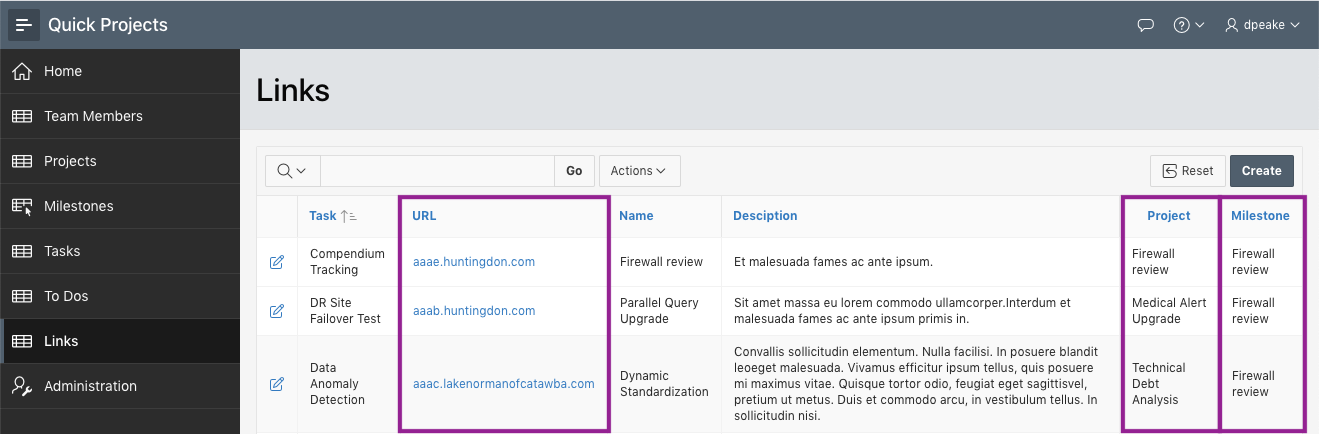 Quick Projects
dpeake
Home
Team Members
Projects
Milestones
Tasks
To Dos
Links
Administration
Links
Go
Actions
Reset
Create
Task
URL
Name
Desciption
Project
Milestone
Compendium
Tracking
aaae.huntingdon.com
Firewall review
Et malesuada fames ac ante ipsum.
Firewall
review
Firewall
review
DR Site
Failover Test
aaab.huntingdon.com
Parallel Query
Upgrade
Sit amet massa eu lorem commodo ullamcorper.Interdum et
malesuada fames ac ante ipsum primis in.
Medical Alert
Upgrade
Firewall
review
Data
Anomaly
Detection
aaac.lakenormanofcatawba.com
Dynamic
Standardization
Convallis sollicitudin elementum. Nulla facilisi. In posuere blandit
leoeget malesuada. Vivamus efficitur ipsum tellus, quis posuere
mi maximus vitae. Quisque tortor odio, feugiat eget sagittisvel,
pretium ut metus. Duis et commodo arcu, in vestibulum tellus. In
sollicitudin nisi.
Technical
Debt
Analysis
Firewall
review